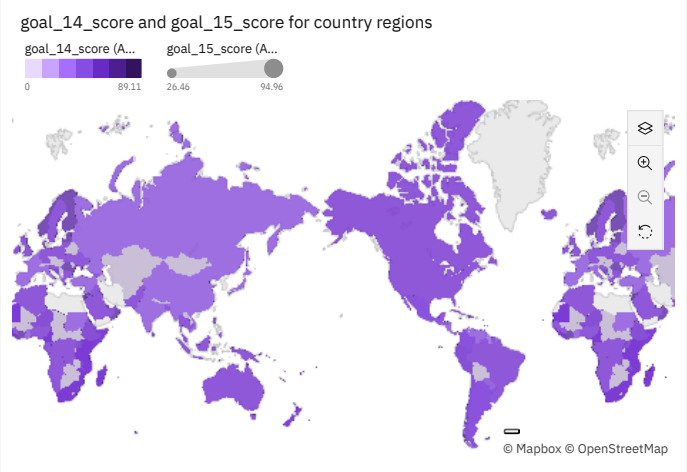 goal_14_score and goal_15_score for country regions
goal_14_score (A... goal_15_score (A...
0 89.11 26.46 94.96
© Mapbox © OpenStreetMap